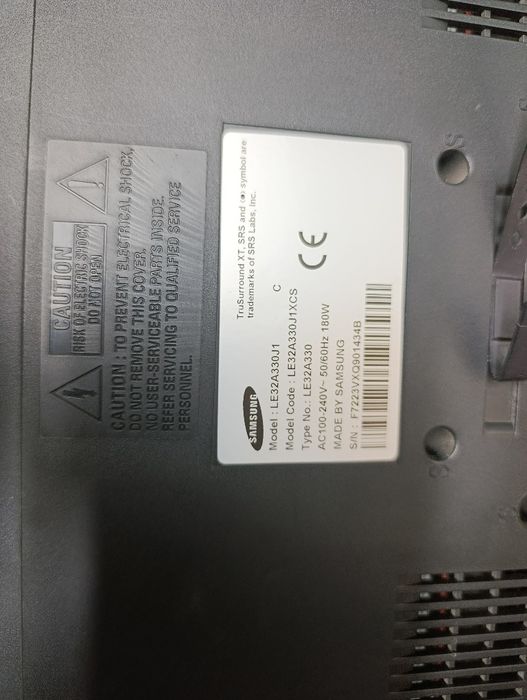 CAUTION
RISK OF ELECTRIC SHOCK
DO NOT OPEN
CAUTION : TO PREVENT ELECTRICAL SHOCK,
DO NOT REMOVE THIS COVER.
NO USER-SERVICEABLE PARTS INSIDE.
REFER SERVICING TO QUALIFIED SERVICE
PERSONNEL.
TruSurround XT, SRS and (●) symbol are
trademarks of SRS Labs, Inc.
CE
SAMSUNG
Model : LE32A330J1 C
Model Code : LE32A330J1XCS
Type No.: LE32A330
AC100-240V~ 50/60Hz 180W
MADE BY SAMSUNG
S/N : F7223VXQ901434B
S
S